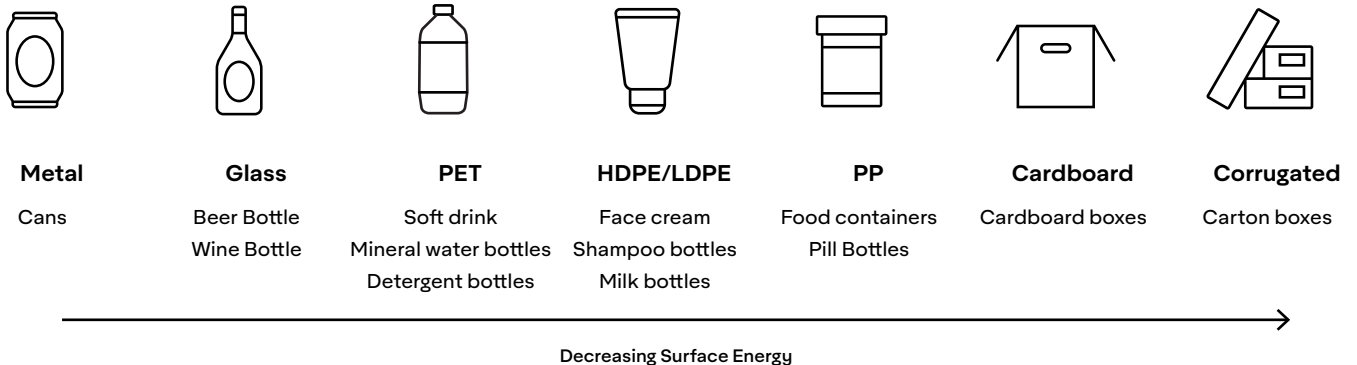 Metal
Glass
PET
HDPE/LDPE
PP
Cardboard
Corrugated
Cans
Beer Bottle
Wine Bottle
Soft drink
Mineral water bottles
Detergent bottles
Face cream
Shampoo bottles
Milk bottles
Food containers
Pill Bottles
Cardboard boxes
Carton boxes
Decreasing Surface Energy